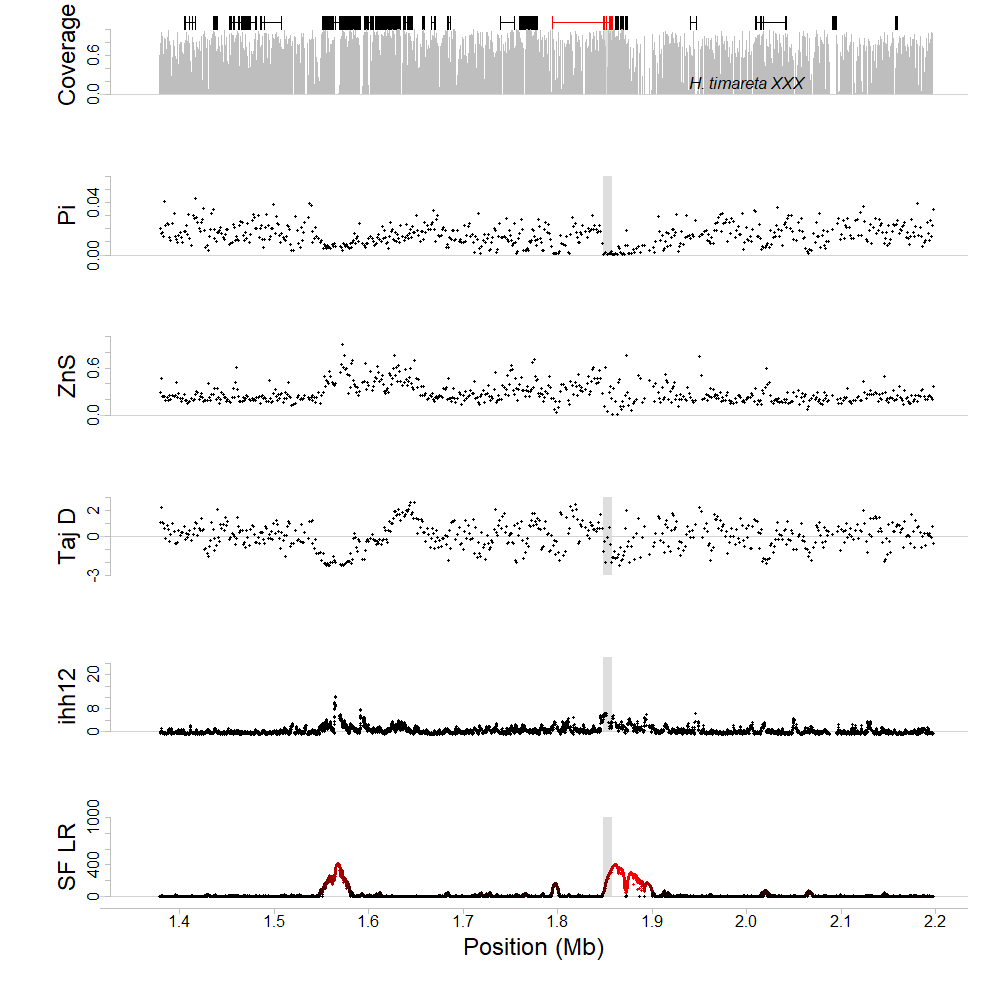 Coverage
0.0 0.6
H. timareta XXX
Pi
0.00 0.04
ZnS
0.0 0.6
Taj D
-3 0 2
ihh12
0 8 20
SF LR
0 400 1000
1.4 1.5 1.6 1.7 1.8 1.9 2.0 2.1 2.2
Position (Mb)